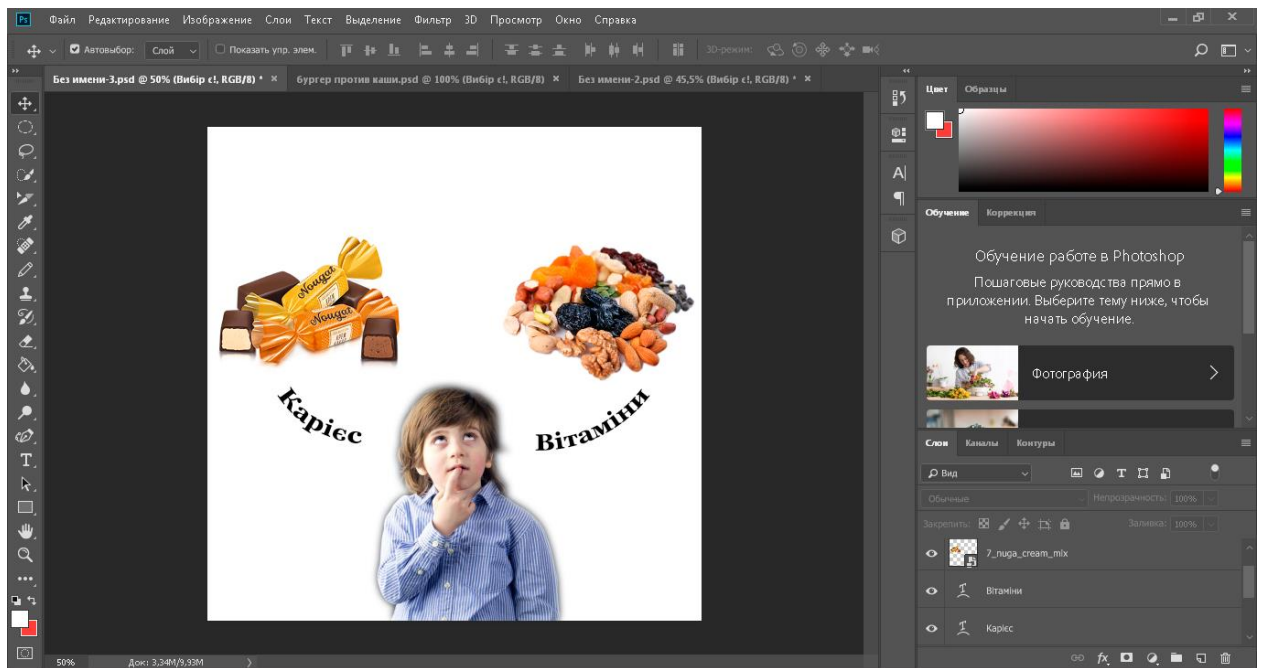 Ps Файл Редактирование Изображение Слои Текст Выделение Фильтр 3D Просмотр Окно Справка
Автовыбор: Слой Показать упр. элем. 3D-режим:
Без имени-3.psd @ 50% (Вибір є!, RGB/8) * × бургер против каши.psd @ 100% (Вибір є!, RGB/8) × Без имени-2.psd @ 45,5% (Вибір є!, RGB/8) * ×
Цвет Образцы
Обучение Коррекция
Обучение работе в Photoshop
Пошаговые руководства прямо в
приложении. Выберите тему ниже, чтобы
начать обучение.
Фотография
Nougat
Nougat
Карієс
Вітаміни
Слои Каналы Контуры
Вид
Обычные Непрозрачность: 100%
Закрепить: Заливка: 100%
7_nuga_cream_mix
Вітаміни
Карієс
fx
50% Док: 3,34M/9,93M